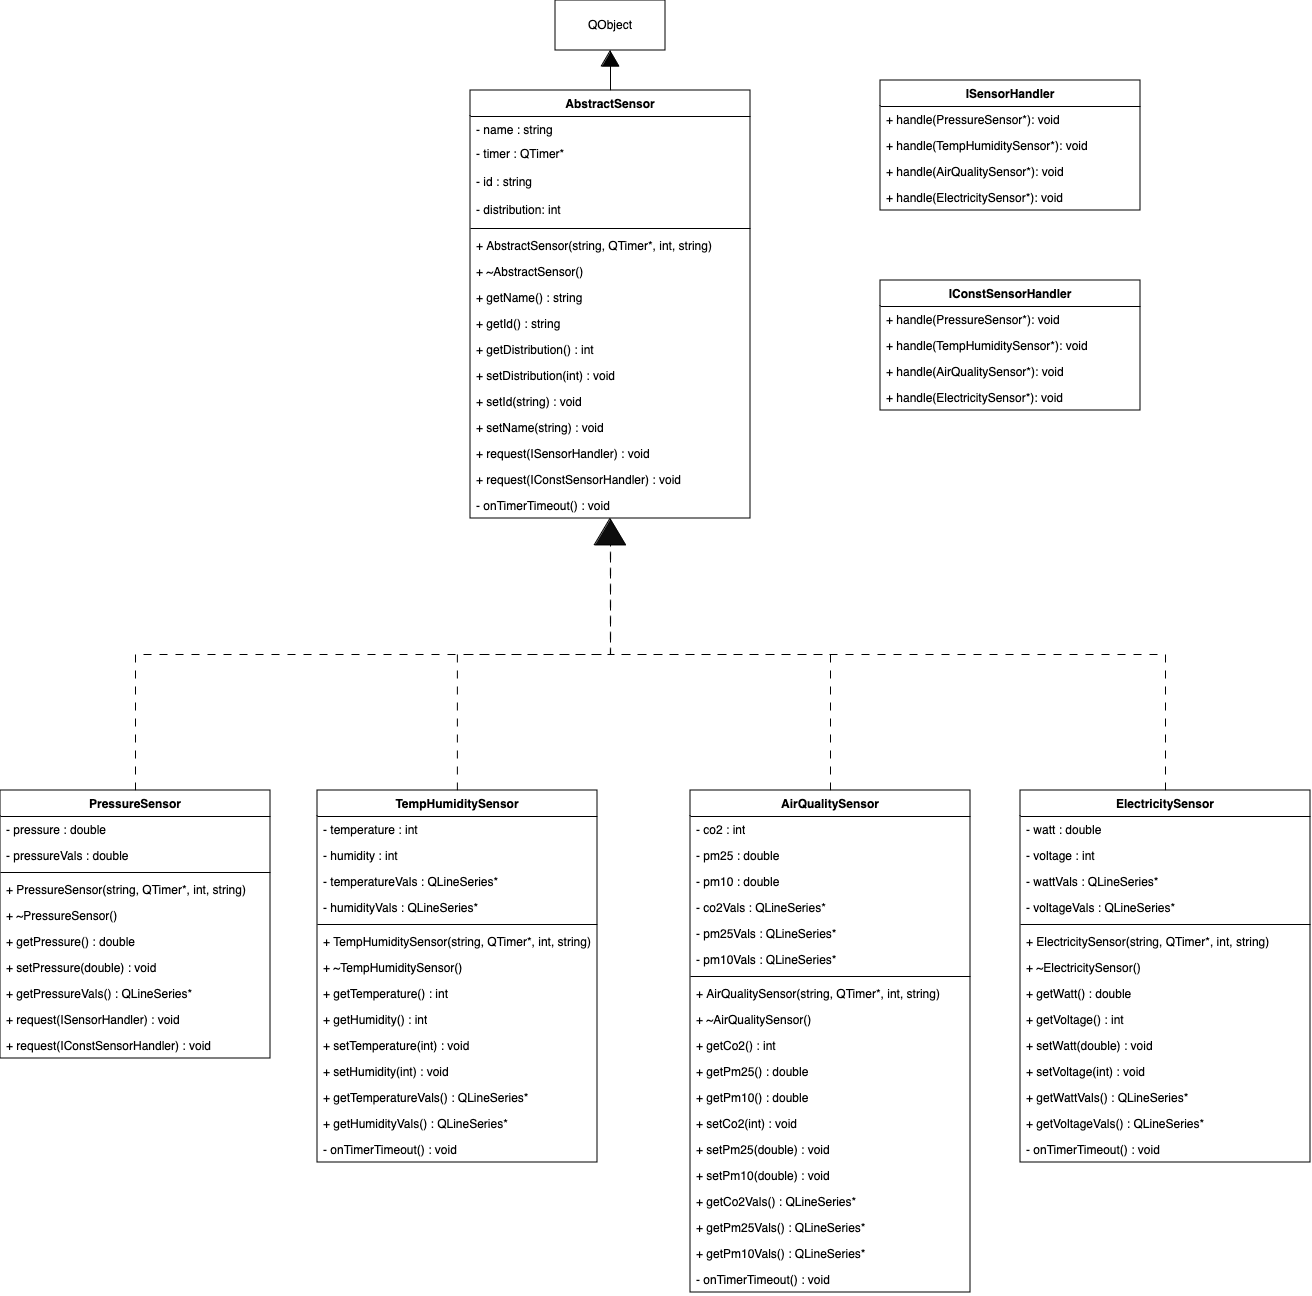 QObject
AbstractSensor
- name : string
- timer : QTimer*
- id : string
- distribution: int
+ AbstractSensor(string, QTimer*, int, string)
+ ~AbstractSensor()
+ getName() : string
+ getId() : string
+ getDistribution() : int
+ setDistribution(int) : void
+ setId(string) : void
+ setName(string) : void
+ request(ISensorHandler) : void
+ request(IConstSensorHandler) : void
- onTimerTimeout() : void
ISensorHandler
+ handle(PressureSensor*): void
+ handle(TempHumiditySensor*): void
+ handle(AirQualitySensor*): void
+ handle(ElectricitySensor*): void
IConstSensorHandler
+ handle(PressureSensor*): void
+ handle(TempHumiditySensor*): void
+ handle(AirQualitySensor*): void
+ handle(ElectricitySensor*): void
PressureSensor
- pressure : double
- pressureVals : double
+ PressureSensor(string, QTimer*, int, string)
+ ~PressureSensor()
+ getPressure() : double
+ setPressure(double) : void
+ getPressureVals() : QLineSeries*
+ request(ISensorHandler) : void
+ request(IConstSensorHandler) : void
TempHumiditySensor
- temperature : int
- humidity : int
- temperatureVals : QLineSeries*
- humidityVals : QLineSeries*
+ TempHumiditySensor(string, QTimer*, int, string)
+ ~TempHumiditySensor()
+ getTemperature() : int
+ getHumidity() : int
+ setTemperature(int) : void
+ setHumidity(int) : void
+ getTemperatureVals() : QLineSeries*
+ getHumidityVals() : QLineSeries*
- onTimerTimeout() : void
AirQualitySensor
- co2 : int
- pm25 : double
- pm10 : double
- co2Vals : QLineSeries*
- pm25Vals : QLineSeries*
- pm10Vals : QLineSeries*
+ AirQualitySensor(string, QTimer*, int, string)
+ ~AirQualitySensor()
+ getCo2() : int
+ getPm25() : double
+ getPm10() : double
+ setCo2(int) : void
+ setPm25(double) : void
+ setPm10(double) : void
+ getCo2Vals() : QLineSeries*
+ getPm25Vals() : QLineSeries*
+ getPm10Vals() : QLineSeries*
- onTimerTimeout() : void
ElectricitySensor
- watt : double
- voltage : int
- wattVals : QLineSeries*
- voltageVals : QLineSeries*
+ ElectricitySensor(string, QTimer*, int, string)
+ ~ElectricitySensor()
+ getWatt() : double
+ getVoltage() : int
+ setWatt(double) : void
+ setVoltage(int) : void
+ getWattVals() : QLineSeries*
+ getVoltageVals() : QLineSeries*
- onTimerTimeout() : void